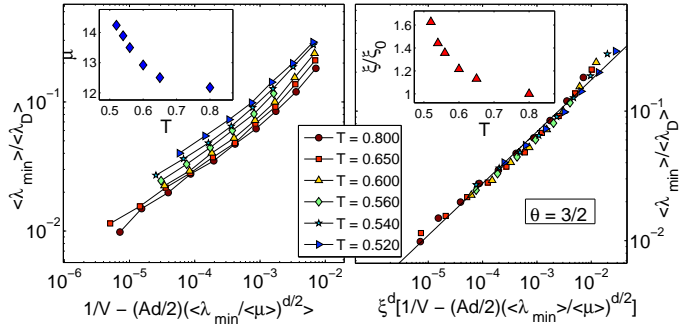 14
13
12
μ
0.5 0.6 0.7 0.8
T
10^-1
10^-2
<λ_min>/<λ_D>
10^-6 10^-5 10^-4 10^-3 10^-2
1/V − (Ad/2)(<λ_min/<μ>)^d/2>
T = 0.800
T = 0.650
T = 0.600
T = 0.560
T = 0.540
T = 0.520
1.6
1.4
1.2
1
ξ/ξ_0
0.5 0.6 0.7 0.8
T
θ = 3/2
10^-1
10^-2
<λ_min>/<λ_D>
10^-5 10^-4 10^-3 10^-2
ξ^d[1/V − (Ad/2)(<λ_min>/<μ>)^d/2]